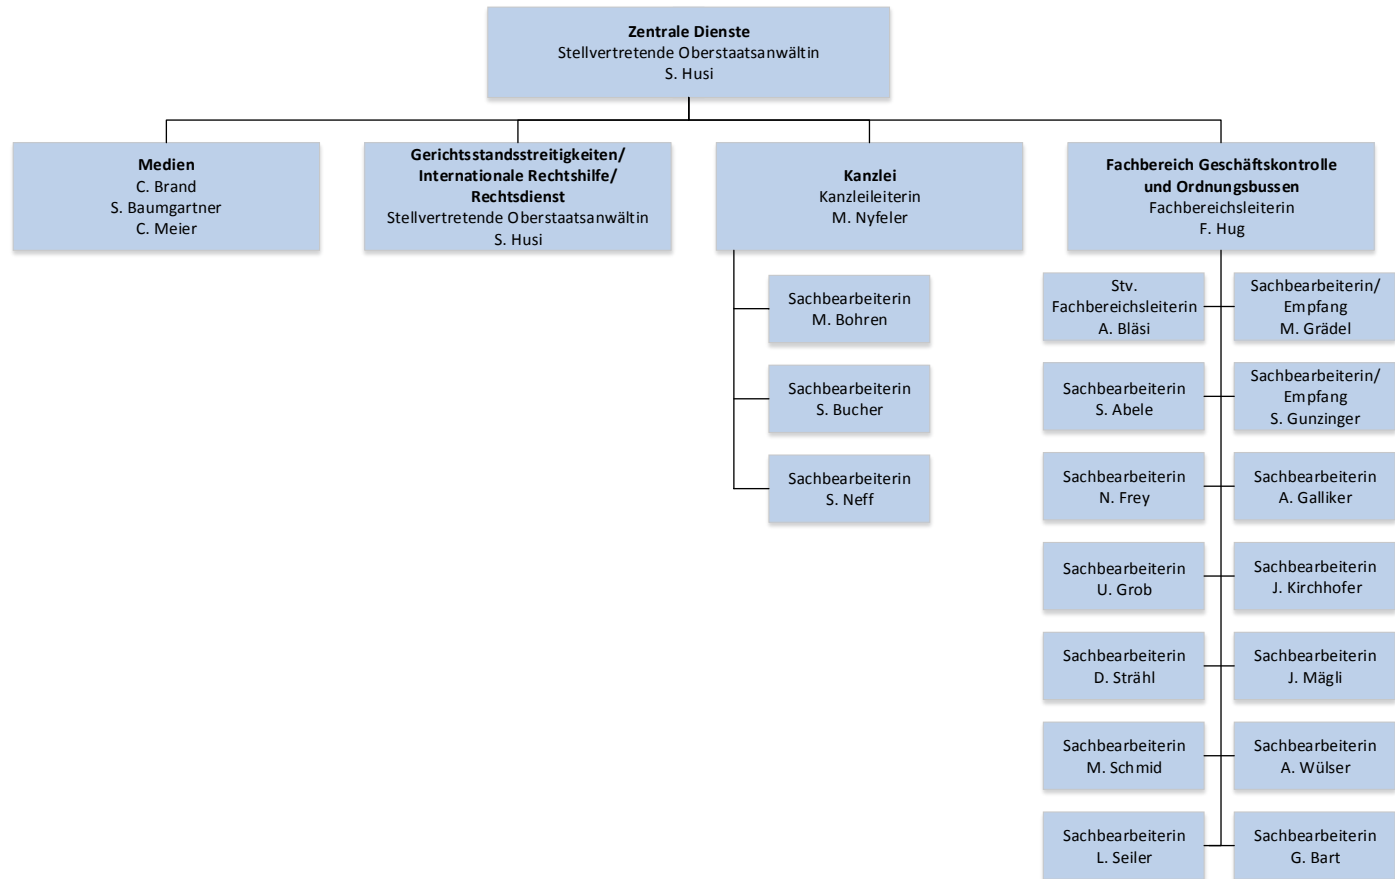 Zentrale Dienste
Stellvertretende Oberstaatsanwältin
S. Husi
Medien
C. Brand
S. Baumgartner
C. Meier
Gerichtsstandsstreitigkeiten/
Internationale Rechtshilfe/
Rechtsdienst
Stellvertretende Oberstaatsanwältin
S. Husi
Kanzlei
Kanzleileiterin
M. Nyfeler
Fachbereich Geschäftskontrolle
und Ordnungsbussen
Fachbereichsleiterin
F. Hug
Sachbearbeiterin
M. Bohren
Sachbearbeiterin
S. Bucher
Sachbearbeiterin
S. Neff
Stv.
Fachbereichsleiterin
A. Bläsi
Sachbearbeiterin/
Empfang
M. Grädel
Sachbearbeiterin
S. Abele
Sachbearbeiterin/
Empfang
S. Gunzinger
Sachbearbeiterin
N. Frey
Sachbearbeiterin
A. Galliker
Sachbearbeiterin
U. Grob
Sachbearbeiterin
J. Kirchhofer
Sachbearbeiterin
D. Strähl
Sachbearbeiterin
J. Mägli
Sachbearbeiterin
M. Schmid
Sachbearbeiterin
A. Wülser
Sachbearbeiterin
L. Seiler
Sachbearbeiterin
G. Bart